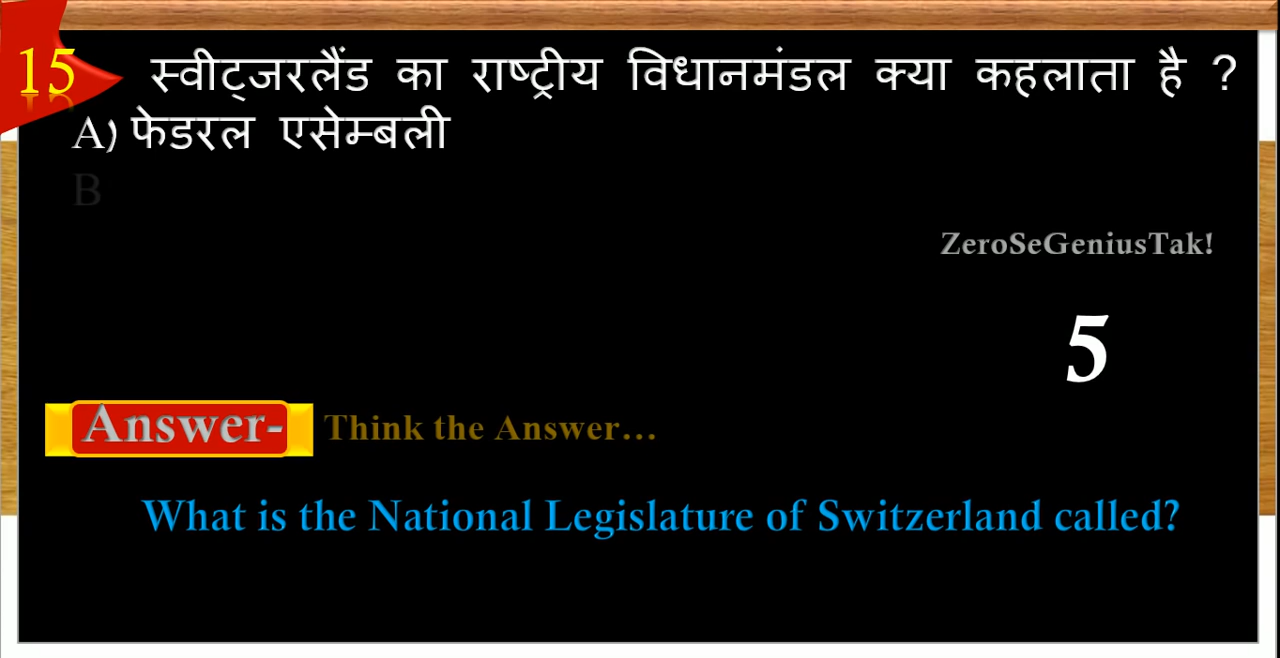 15 स्वीट्जरलैंड का राष्ट्रीय विधानमंडल क्या कहलाता है ?
A) फेडरल एसेम्बली
B
ZeroSeGeniusTak!
5
Answer- Think the Answer...
What is the National Legislature of Switzerland called?